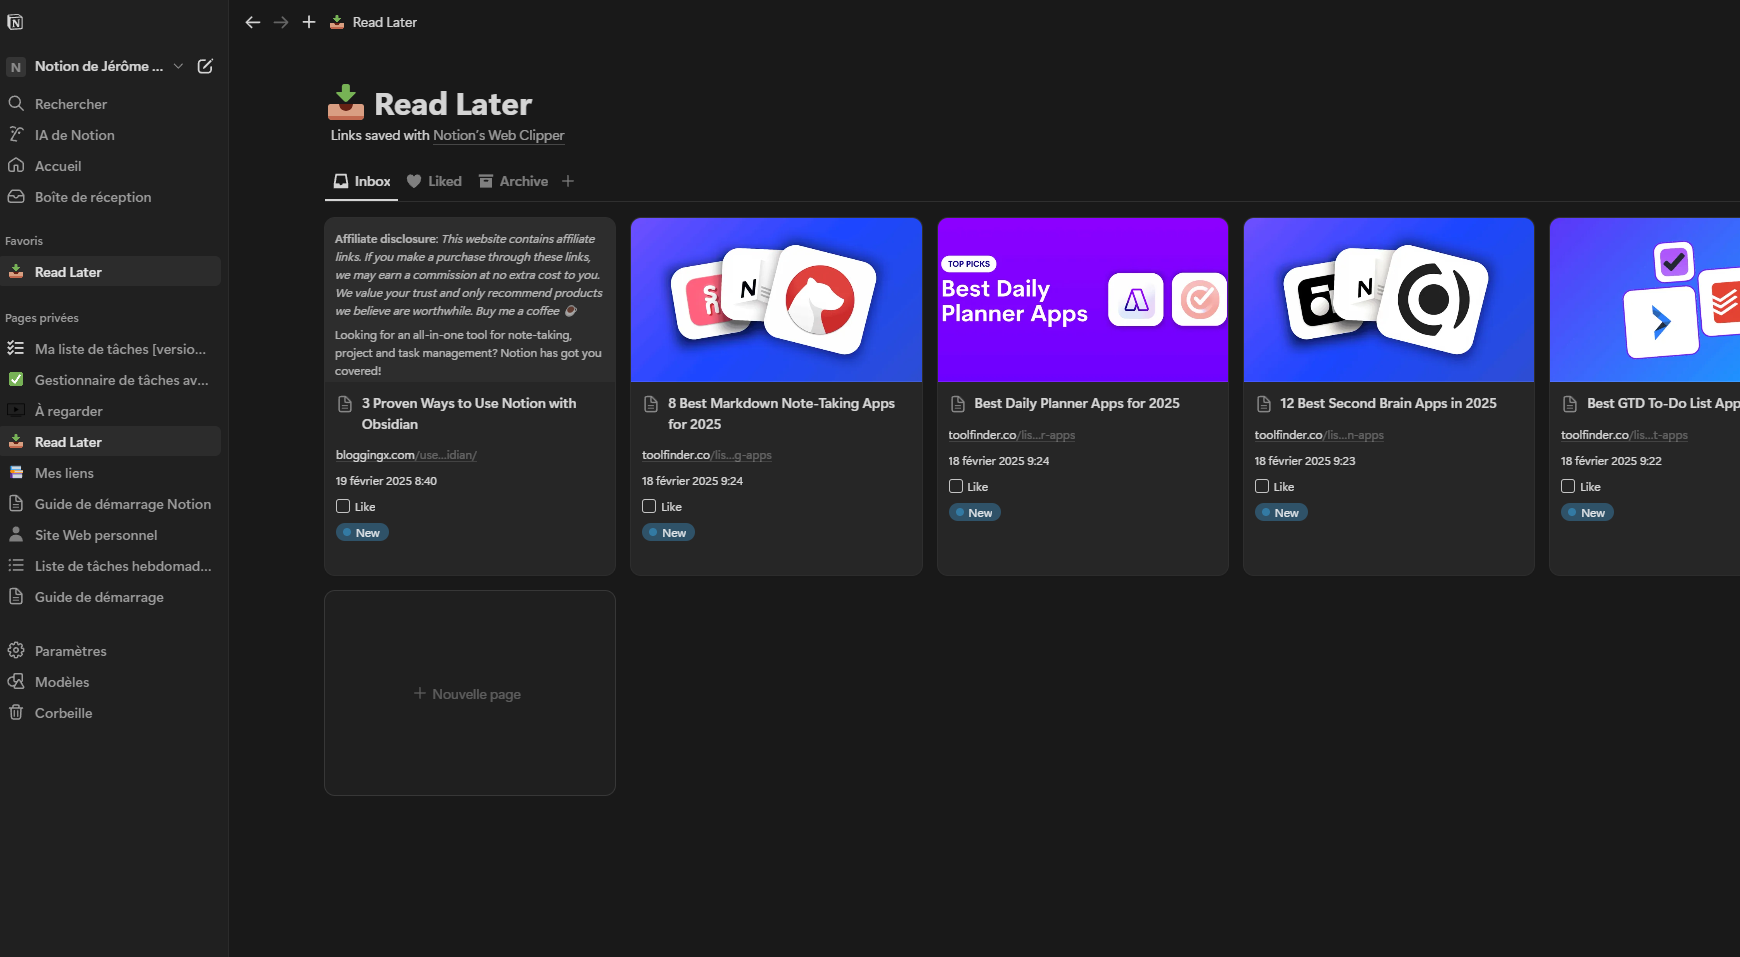 Read Later
Notion de Jérôme ...
Rechercher
IA de Notion
Accueil
Boîte de réception
Favoris
Read Later
Pages privées
Ma liste de tâches [versio...
Gestionnaire de tâches av...
À regarder
Read Later
Mes liens
Guide de démarrage Notion
Site Web personnel
Liste de tâches hebdomad...
Guide de démarrage
Paramètres
Modèles
Corbeille
Read Later
Links saved with Notion's Web Clipper
Inbox
Liked
Archive
Affiliate disclosure: This website contains affiliate
links. If you make a purchase through these links,
we may earn a commission at no extra cost to you.
We value your trust and only recommend products
we believe are worthwhile. Buy me a coffee
Looking for an all-in-one tool for note-taking,
project and task management? Notion has got you
covered!
3 Proven Ways to Use Notion with
Obsidian
bloggingx.com/use...idian/
19 février 2025 8:40
Like
New
8 Best Markdown Note-Taking Apps
for 2025
toolfinder.co/lis...g-apps
18 février 2025 9:24
Like
New
TOP PICKS
Best Daily
Planner Apps
Best Daily Planner Apps for 2025
toolfinder.co/lis...r-apps
18 février 2025 9:24
Like
New
12 Best Second Brain Apps in 2025
toolfinder.co/lis...n-apps
18 février 2025 9:23
Like
New
Best GTD To-Do List App
toolfinder.co/lis...t-apps
18 février 2025 9:22
Like
New
Nouvelle page